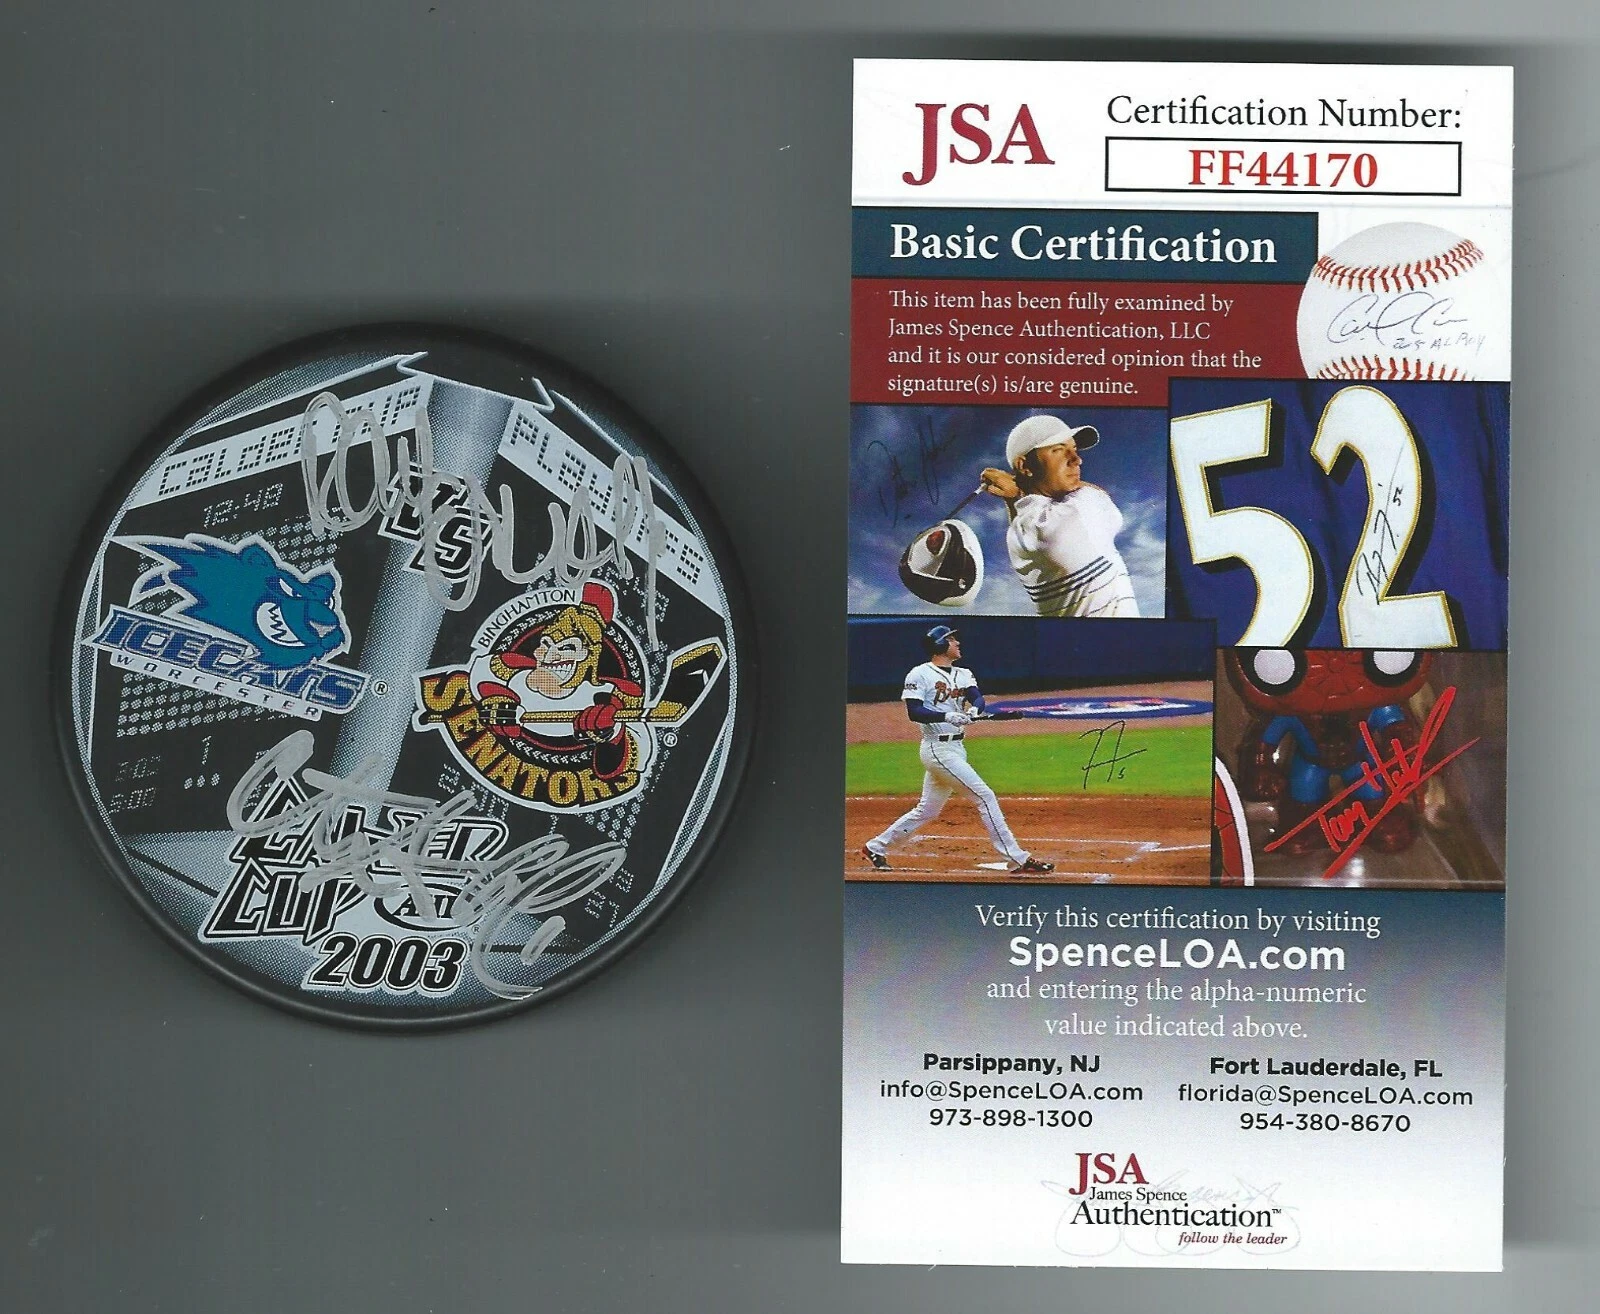 Calder Cup
Playoffs
12:48
VS
ICECATS
WORCESTER
®
BINGHAMTON
SENATORS
®
CALDER
CUP
AHL
2003
JSA
Certification Number:
FF44170
Basic Certification
This item has been fully examined by
James Spence Authentication, LLC
and it is our considered opinion that the
signature(s) is/are genuine.
52
Verify this certification by visiting
SpenceLOA.com
and entering the alpha-numeric
value indicated above.
Parsippany, NJ
info@SpenceLOA.com
973-898-1300
Fort Lauderdale, FL
florida@SpenceLOA.com
954-380-8670
JSA
James Spence
Authentication™
follow the leader